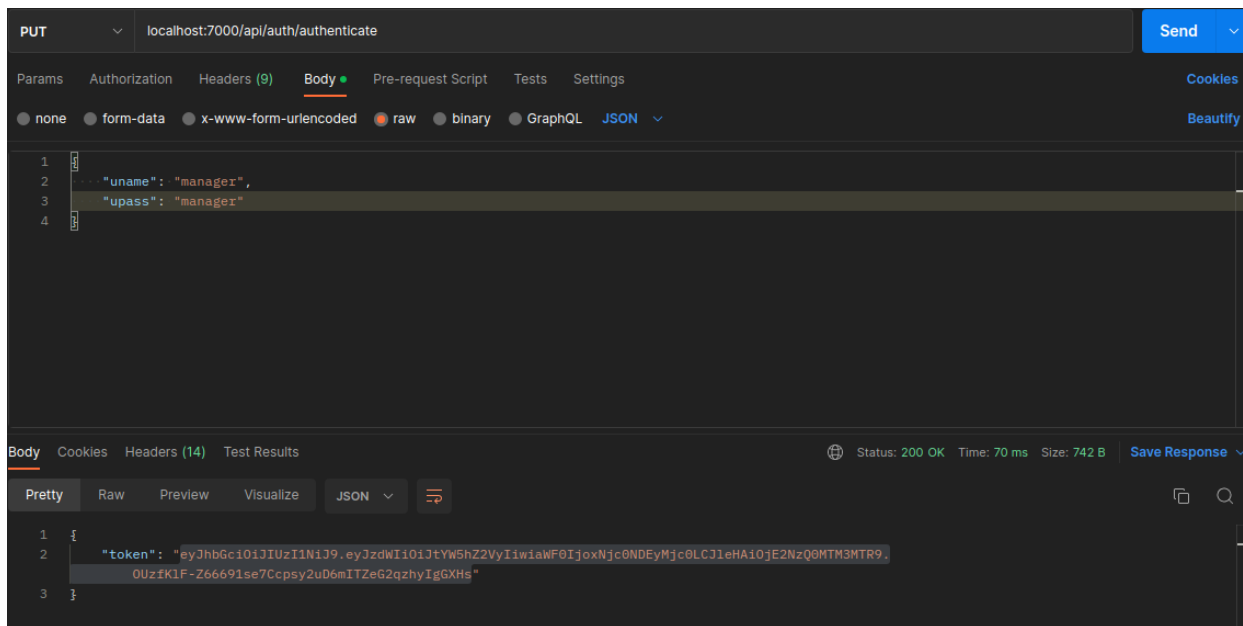 PUT localhost:7000/api/auth/authenticate Send
Params Authorization Headers (9) Body Pre-request Script Tests Settings Cookies
none form-data x-www-form-urlencoded raw binary GraphQL JSON Beautify
1 {
2 "uname": "manager",
3 "upass": "manager"
4 }
Body Cookies Headers (14) Test Results Status: 200 OK Time: 70 ms Size: 742 B Save Response
Pretty Raw Preview Visualize JSON
1 {
2 "token": "eyJhbGciOiJIUzI1NiJ9.eyJzdWIiOiJtYW5hZ2VyIiwiaWF0IjoxNjc0NDEyMjc0LCJleHAiOjE2NzQ0MTM3MTR9.
OUzfKlF-Z66691se7Ccpsy2uD6mITZeG2qzhyIgGXHs"
3 }